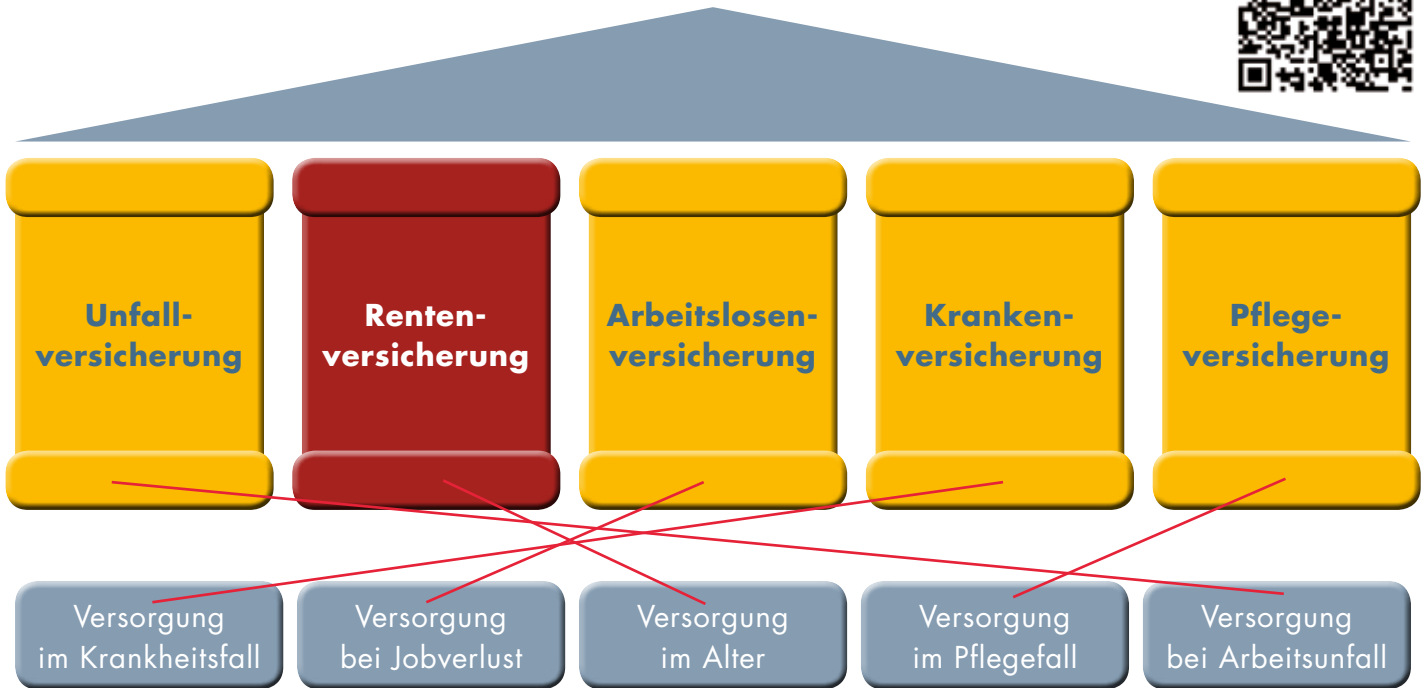 Unfall-
versicherung
Renten-
versicherung
Arbeitslosen-
versicherung
Kranken-
versicherung
Pflege-
versicherung
Versorgung
im Krankheitsfall
Versorgung
bei Jobverlust
Versorgung
im Alter
Versorgung
im Pflegefall
Versorgung
bei Arbeitsunfall